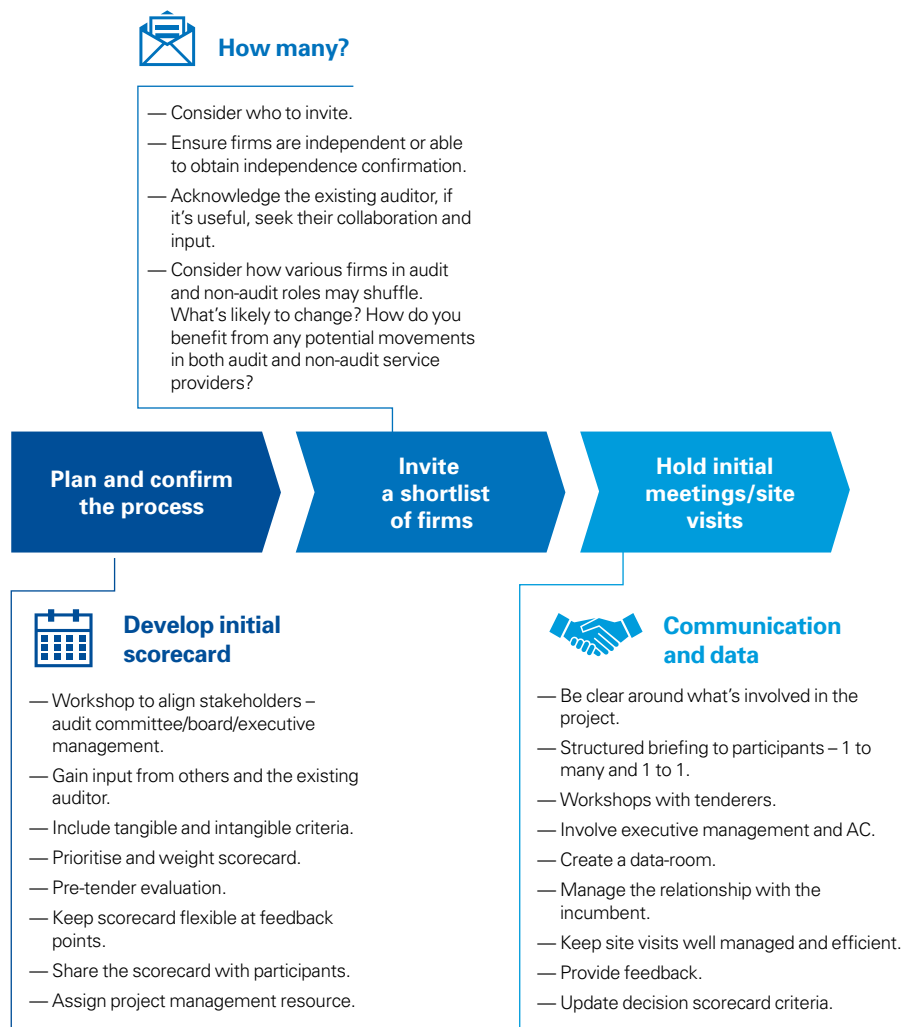 How many?
— Consider who to invite.
— Ensure firms are independent or able
to obtain independence confirmation.
— Acknowledge the existing auditor, if
it's useful, seek their collaboration and
input.
— Consider how various firms in audit
and non-audit roles may shuffle.
What's likely to change? How do you
benefit from any potential movements
in both audit and non-audit service
providers?
Plan and confirm
the process
Invite
a shortlist
of firms
Hold initial
meetings/site
visits
Develop initial
scorecard
— Workshop to align stakeholders –
audit committee/board/executive
management.
— Gain input from others and the existing
auditor.
— Include tangible and intangible criteria.
— Prioritise and weight scorecard.
— Pre-tender evaluation.
— Keep scorecard flexible at feedback
points.
— Share the scorecard with participants.
— Assign project management resource.
Communication
and data
— Be clear around what's involved in the
project.
— Structured briefing to participants – 1 to
many and 1 to 1.
— Workshops with tenderers.
— Involve executive management and AC.
— Create a data-room.
— Manage the relationship with the
incumbent.
— Keep site visits well managed and efficient.
— Provide feedback.
— Update decision scorecard criteria.